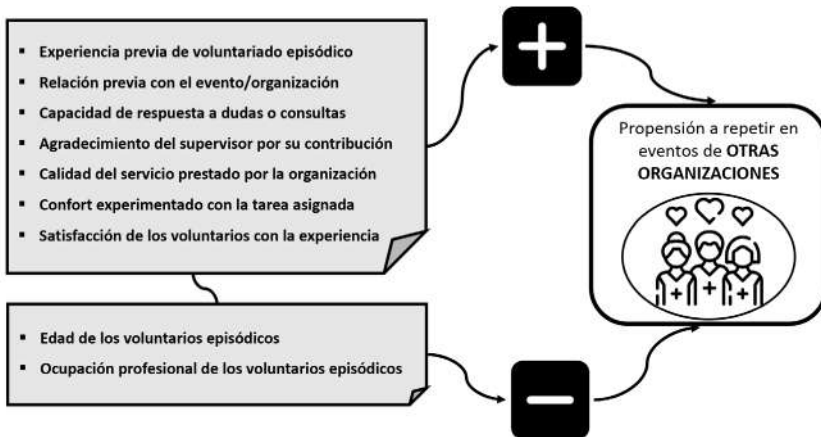 Experiencia previa de voluntariado episódico
Relación previa con el evento/organización
Capacidad de respuesta a dudas o consultas
Agradecimiento del supervisor por su contribución
Calidad del servicio prestado por la organización
Confort experimentado con la tarea asignada
Satisfacción de los voluntarios con la experiencia
Edad de los voluntarios episódicos
Ocupación profesional de los voluntarios episódicos
Propensión a repetir en
eventos de OTRAS
ORGANIZACIONES